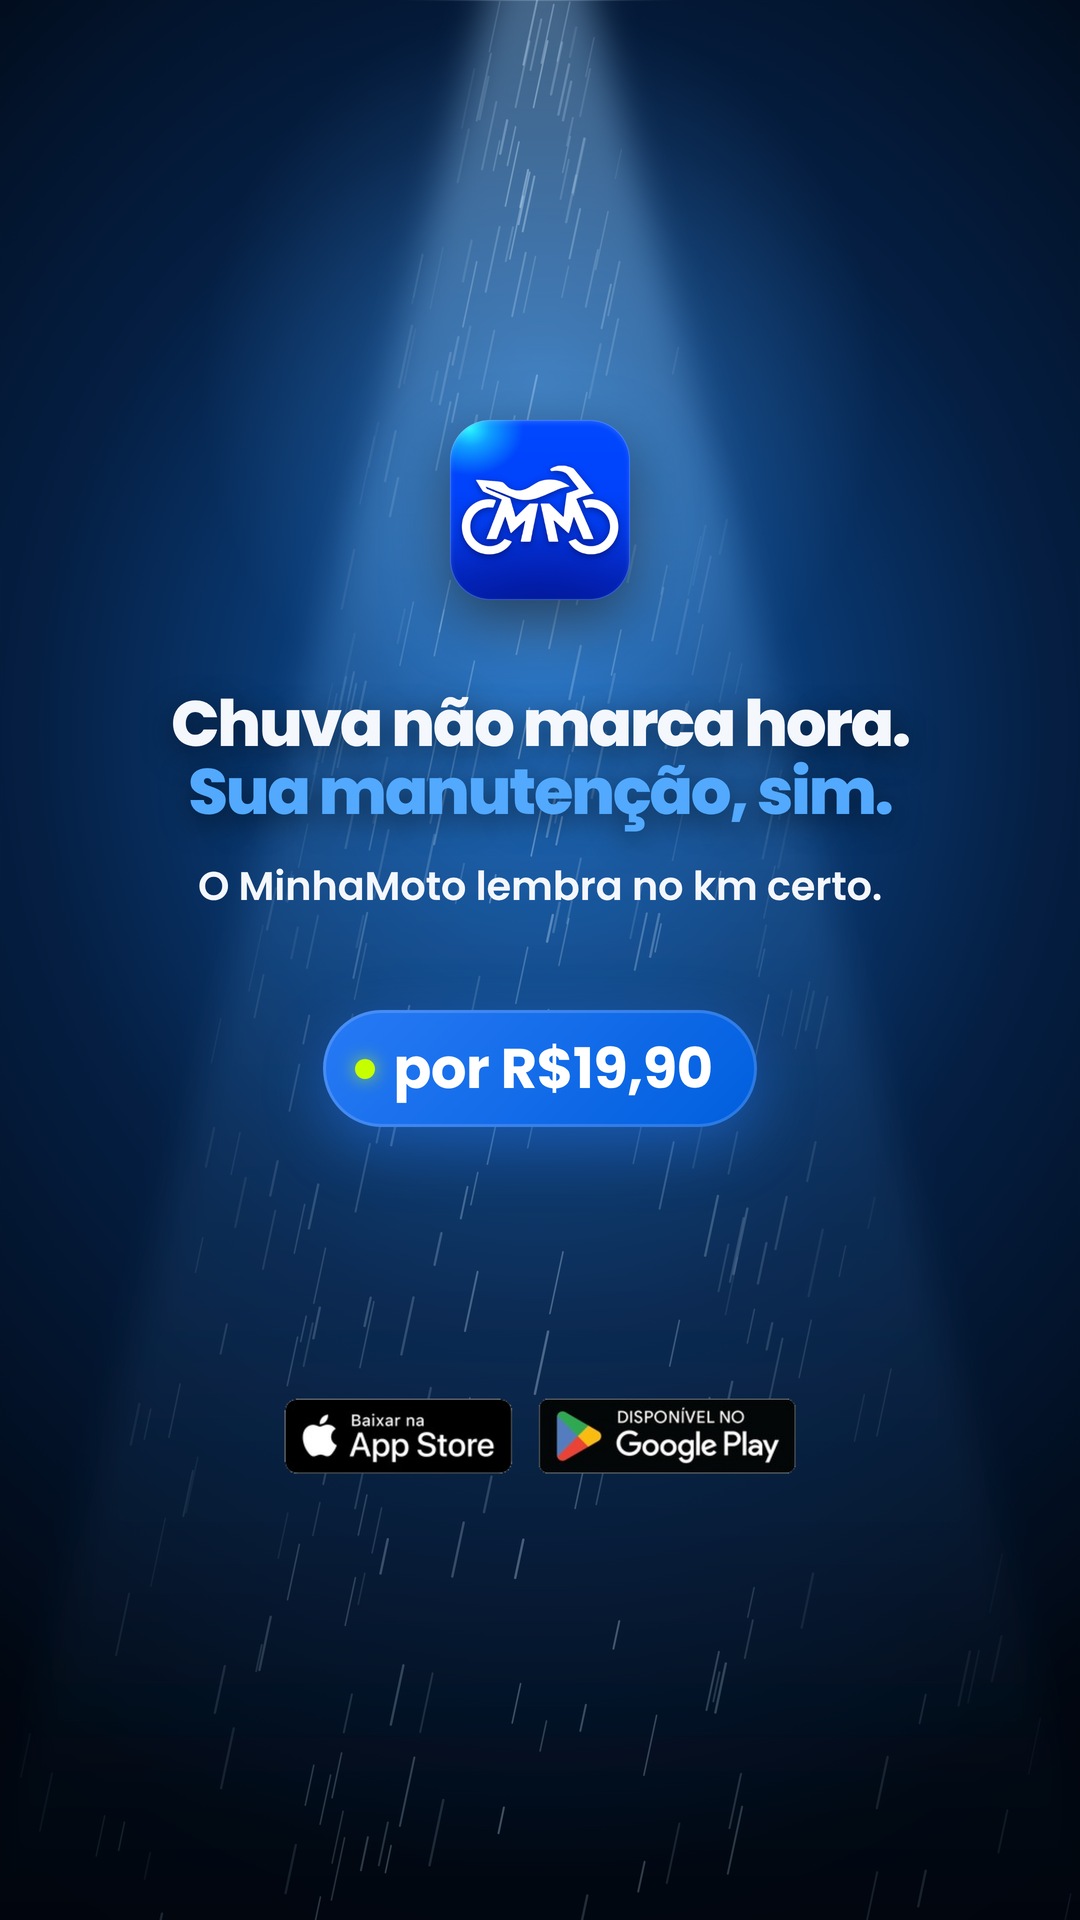 MM
Chuva não marca hora.
Sua manutenção, sim.
O MinhaMoto lembra no km certo.
por R$19,90
Baixar na
App Store
DISPONÍVEL NO
Google Play